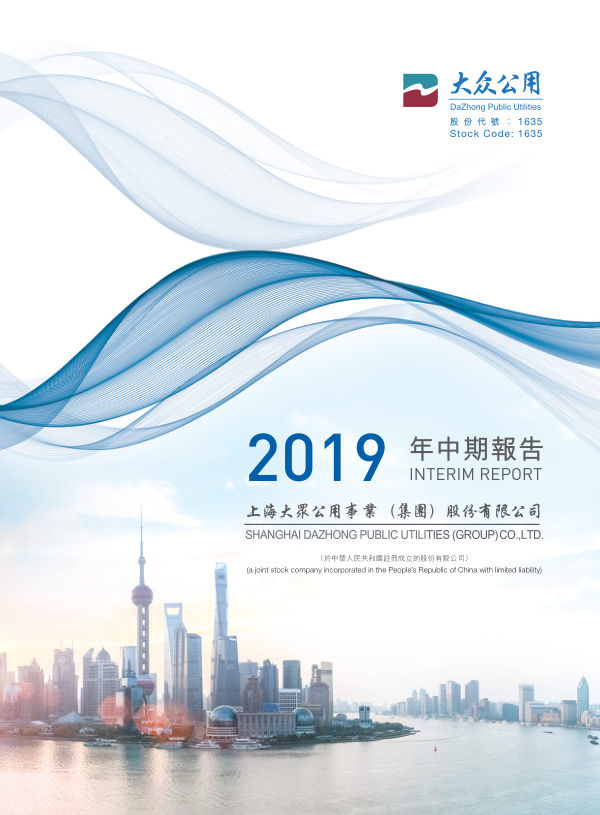 大众公用
DaZhong Public Utilities
股份代號：1635
Stock Code: 1635
2019 年中期報告
INTERIM REPORT
上海大眾公用事業（集團）股份有限公司
SHANGHAI DAZHONG PUBLIC UTILITIES (GROUP) CO.,LTD.
（於中華人民共和國註冊成立的股份有限公司）
(a joint stock company incorporated in the People's Republic of China with limited liability)